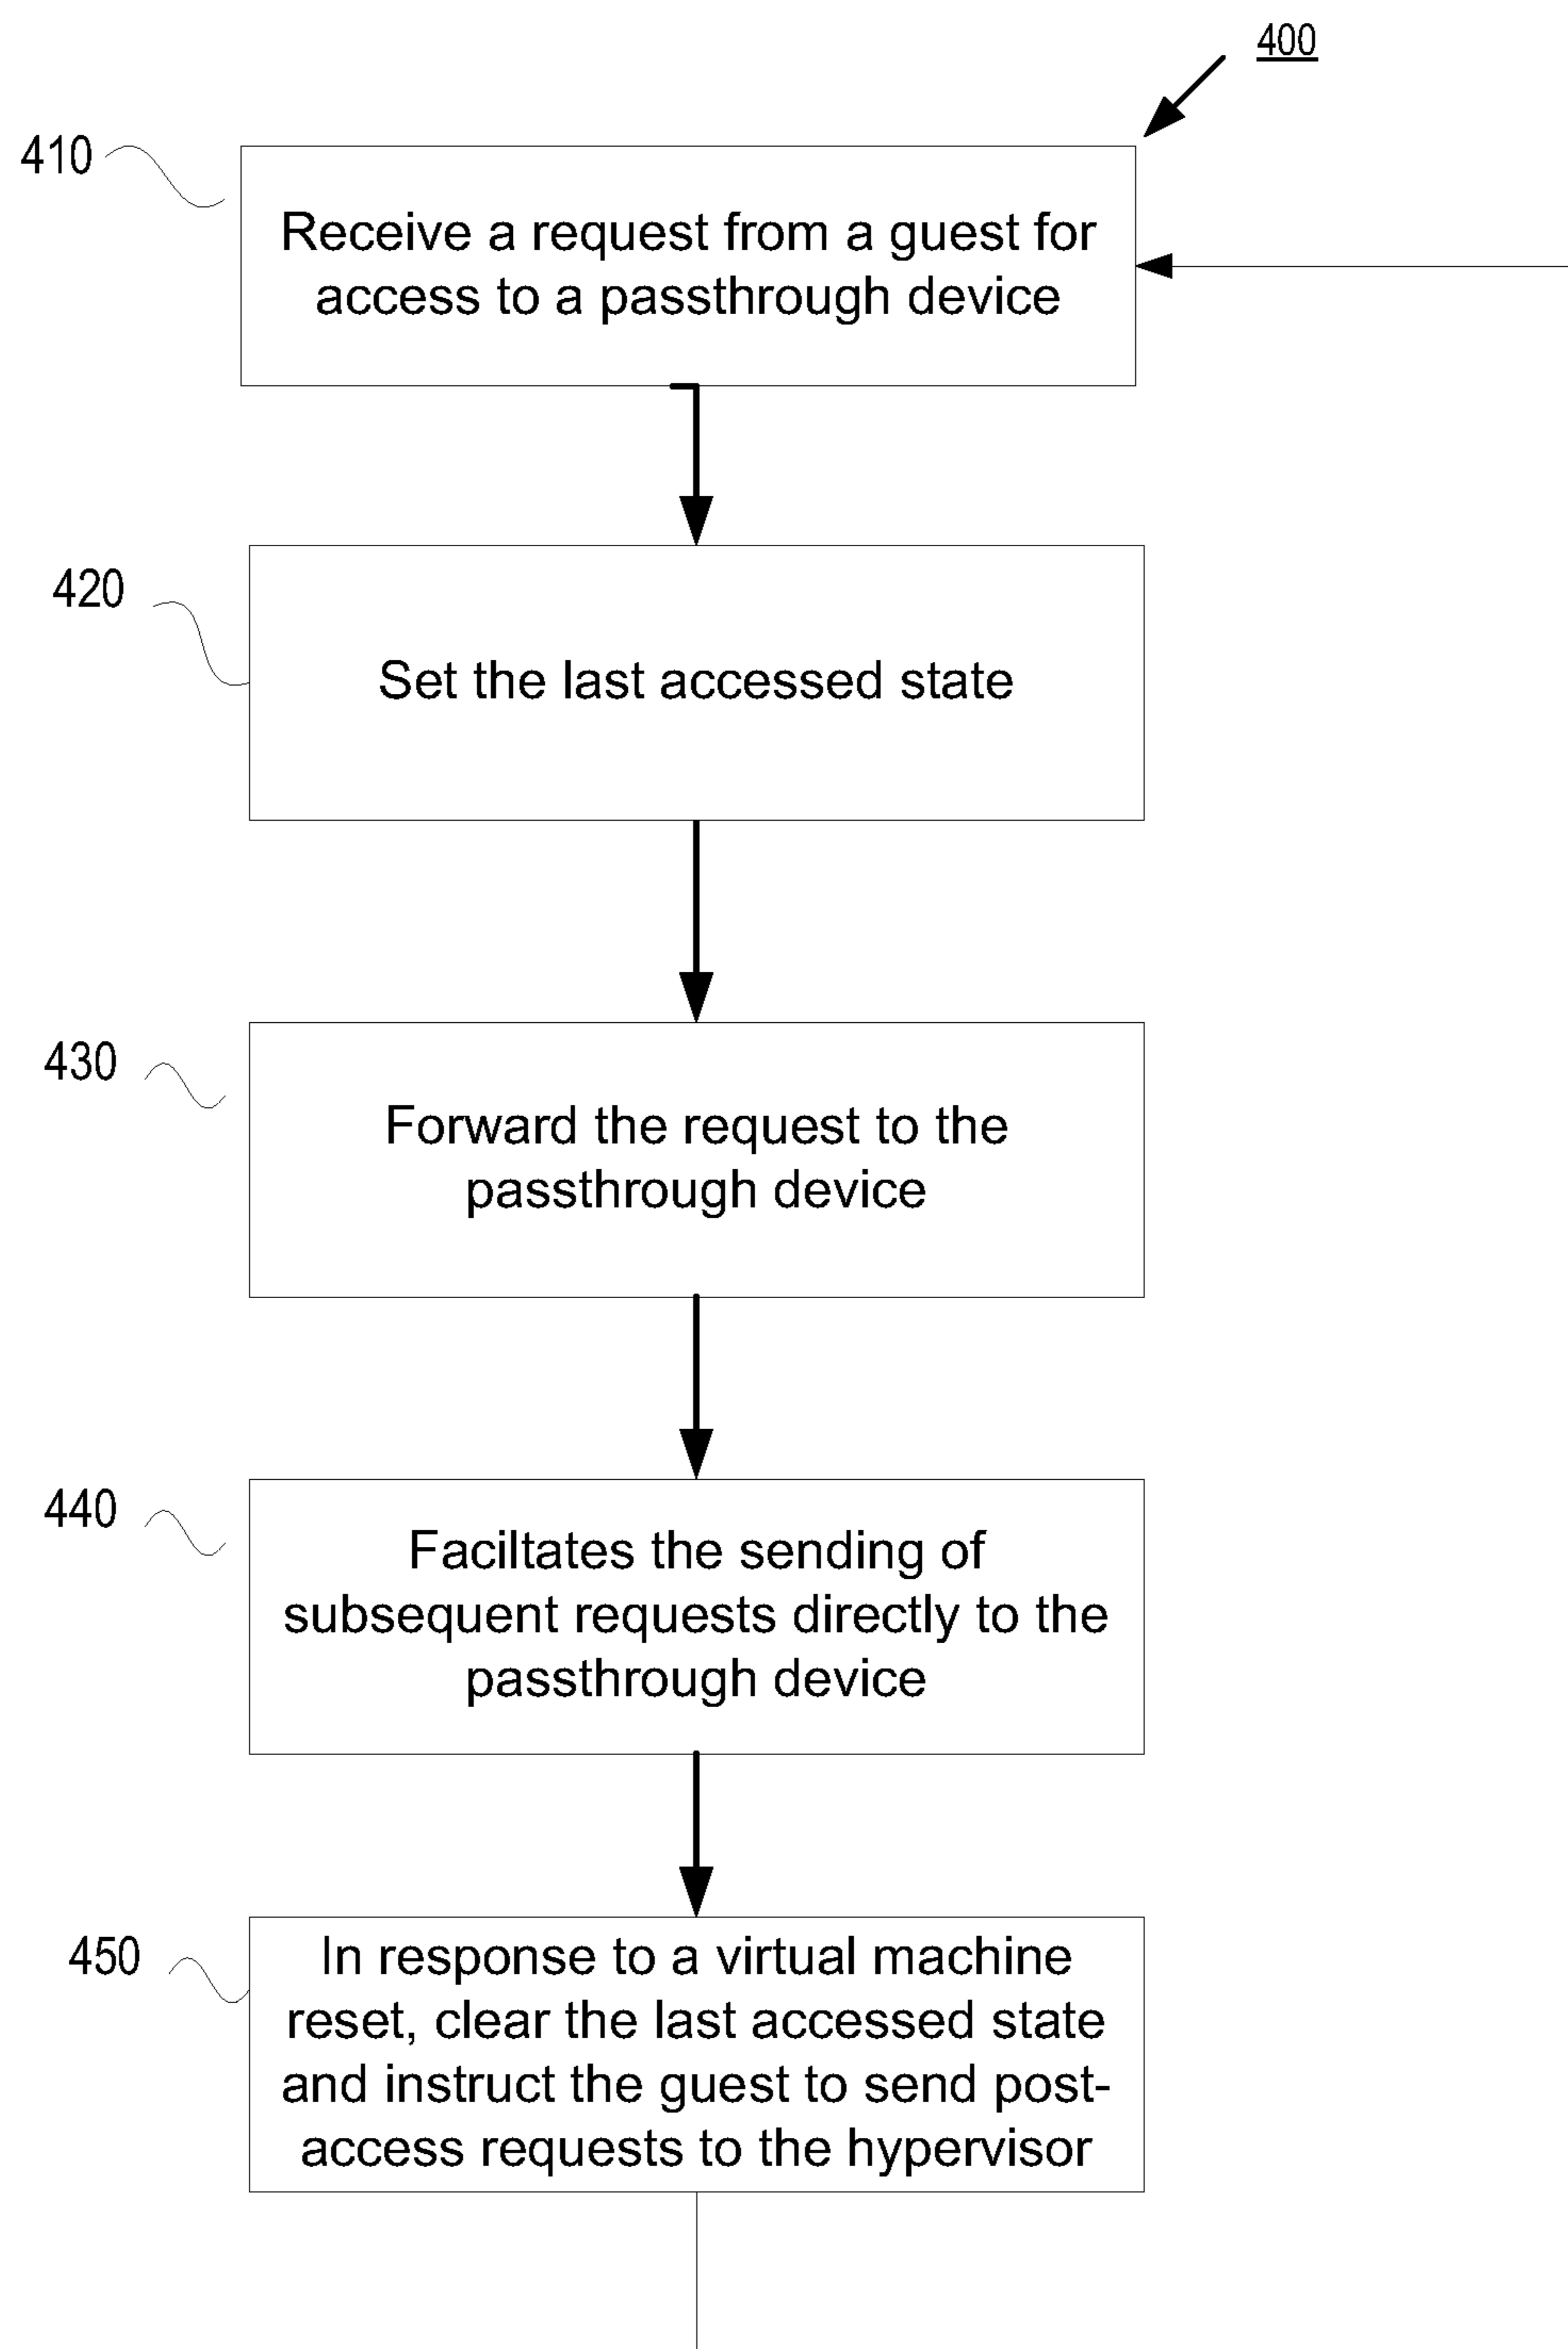 400
410
Receive a request from a guest for
access to a passthrough device
420
Set the last accessed state
430
Forward the request to the
passthrough device
440
Faciltates the sending of
subsequent requests directly to the
passthrough device
450
In response to a virtual machine
reset, clear the last accessed state
and instruct the guest to send post-
access requests to the hypervisor